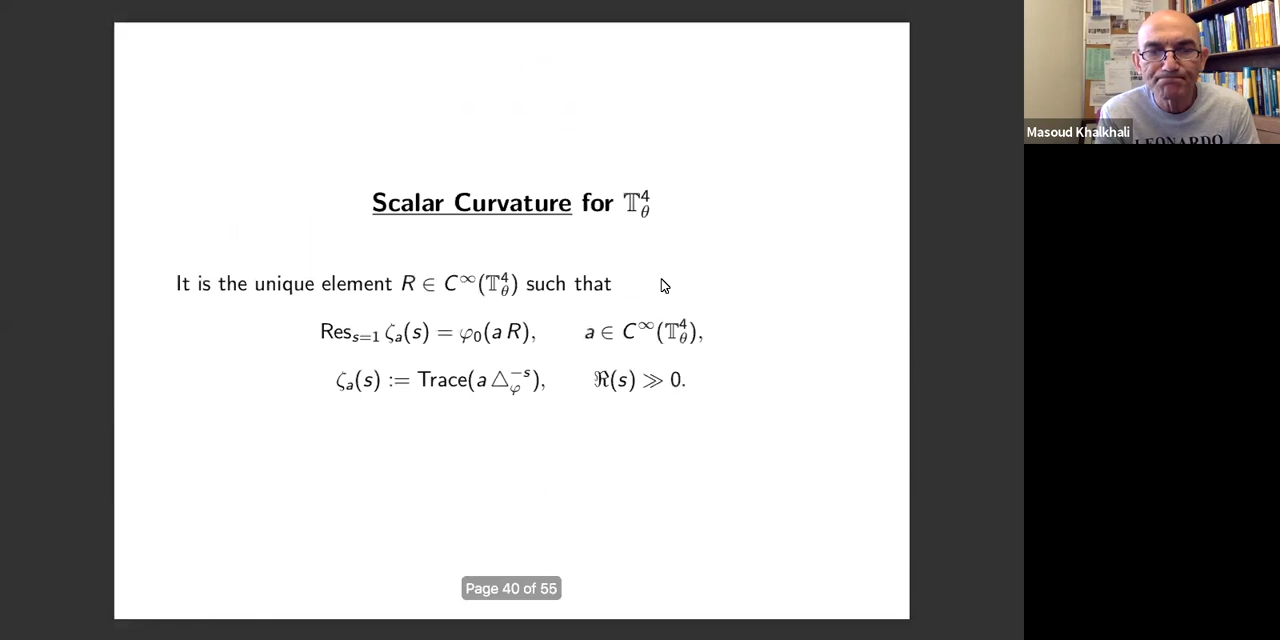 Scalar Curvature for 𝕋⁴_θ
It is the unique element R ∈ C^∞(𝕋⁴_θ) such that
Res_{s=1} ζ_a(s) = φ_0(a R), a ∈ C^∞(𝕋⁴_θ),
ζ_a(s) := Trace(a △_φ^{-s}), ℜ(s) ≫ 0.
Page 40 of 55
Masoud Khalkhali
LEONARDO